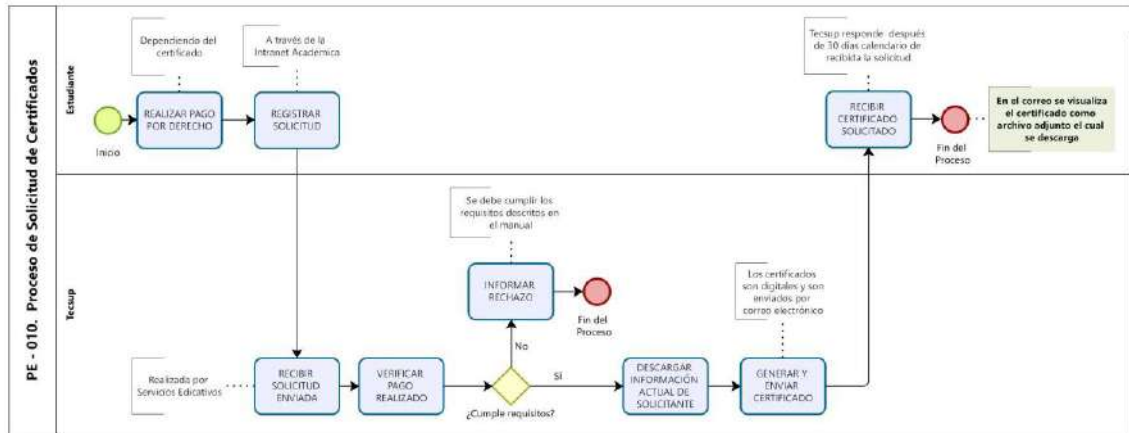 PE - 010.  Proceso de Solicitud de Certificados
Estudiante
Dependiendo del
certificado
A través de la
Intranet Académica
Inicio
REALIZAR PAGO
POR DERECHO
REGISTRAR
SOLICITUD
Tecsup responde después
de 30 días calendario de
recibida la solicitud
RECIBIR
CERTIFICADO
SOLICITADO
Fin del
Proceso
En el correo se visualiza
el certificado como
archivo adjunto el cual
se descarga
Tecsup
Realizada por
Servicios Edicativos
RECIBIR
SOLICITUD
ENVIADA
VERIFICAR
PAGO
REALIZADO
¿Cumple requisitos?
No
Se debe cumplir los
requisitos descritos en
el manual
INFORMAR
RECHAZO
Fin del
Proceso
Sí
DESCARGAR
INFORMACIÓN
ACTUAL DE
SOLICITANTE
Los certificados
son digitales y son
enviados por
correo electrónico
GENERAR Y
ENVIAR
CERTIFICADO